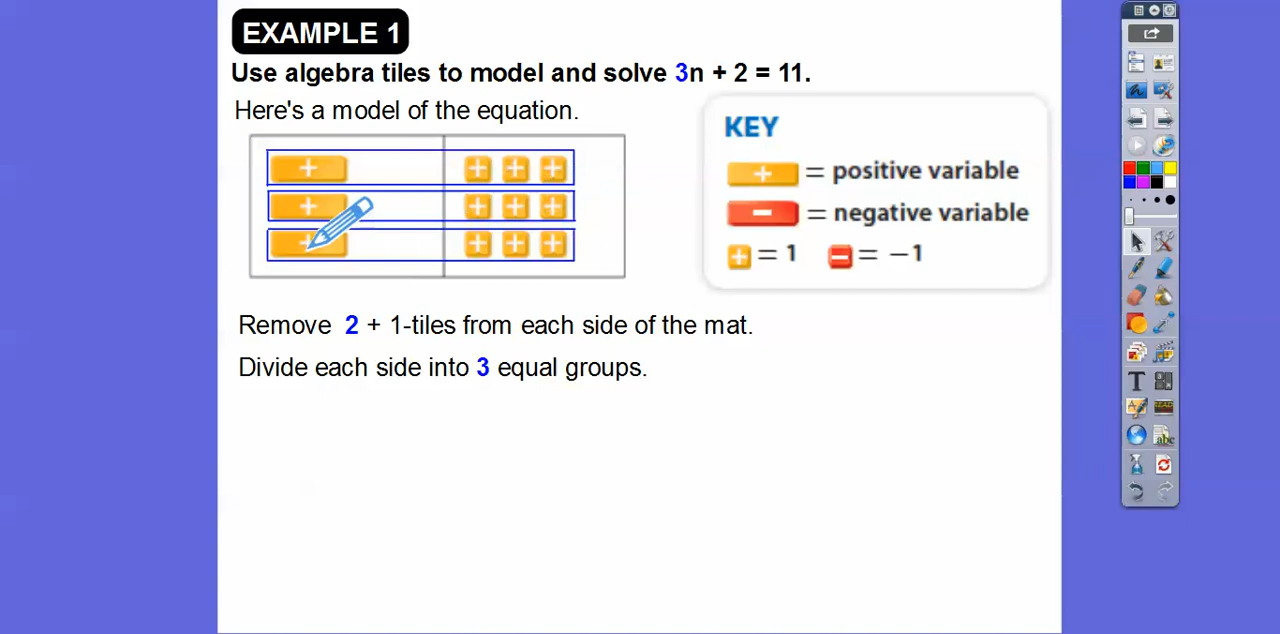 EXAMPLE 1
Use algebra tiles to model and solve 3n + 2 = 11.
Here's a model of the equation.
KEY
+ = positive variable
− = negative variable
+ = 1 − = −1
+ + + +
+ + + +
+ + + +
Remove 2 + 1-tiles from each side of the mat.
Divide each side into 3 equal groups.